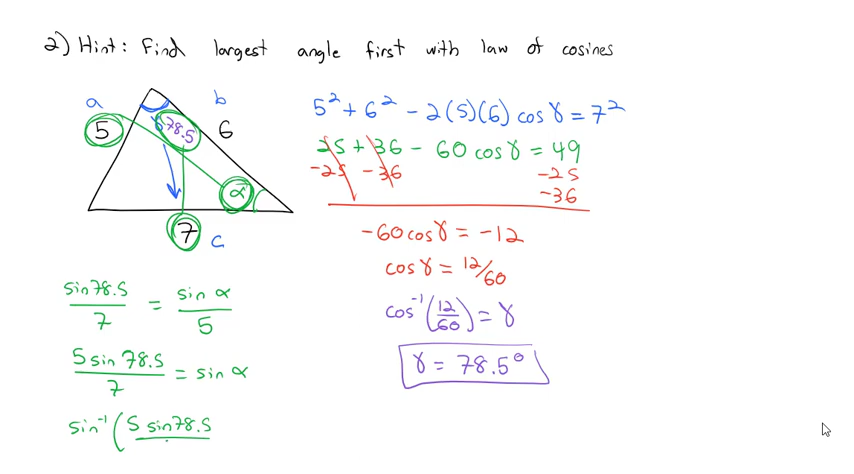 2) Hint: Find largest angle first with law of cosines
a
b
5
78.5
6
α
7
c
5² + 6² - 2(5)(6) cos γ = 7²
25 + 36 - 60 cos γ = 49
-25 -36 -25
-36
-60 cos γ = -12
cos γ = 12/60
cos⁻¹(12/60) = γ
γ = 78.5°
sin 78.5/7 = sin α/5
5 sin 78.5/7 = sin α
sin⁻¹(5 sin 78.5